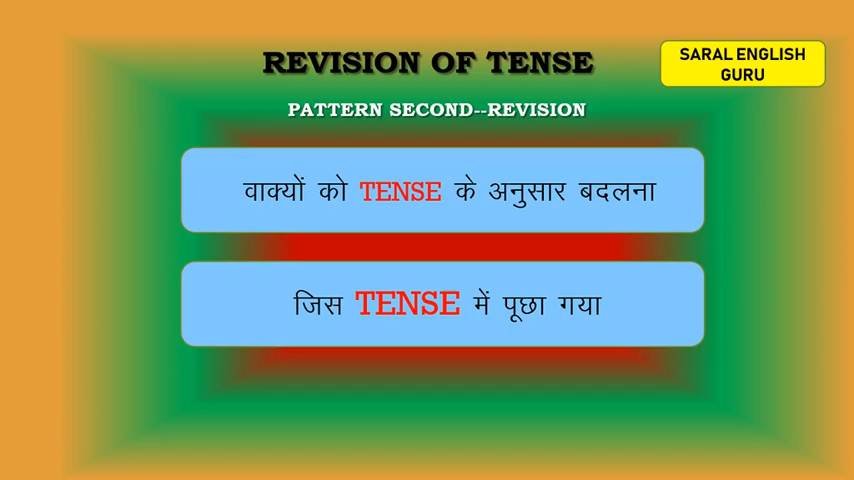 REVISION OF TENSE
SARAL ENGLISH
GURU
PATTERN SECOND--REVISION
वाक्यों को TENSE के अनुसार बदलना
जिस TENSE में पूछा गया